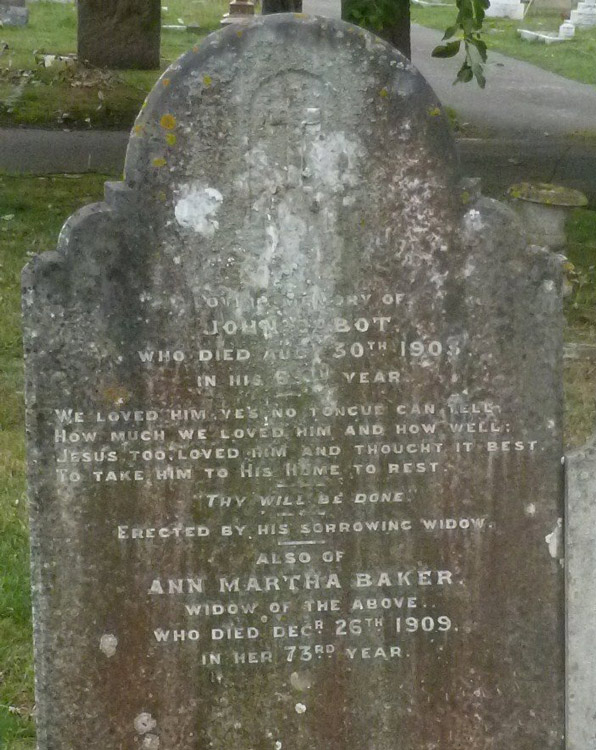 MEMORY OF
JOHN
WHO DIED AUG 30TH 190
IN HIS YEAR.
WE LOVED HIM, YES, NO TONGUE CAN TELL,
HOW MUCH WE LOVED HIM AND HOW WELL;
JESUS TOO, LOVED HIM AND THOUGHT IT BEST,
TO TAKE HIM TO HIS HOME TO REST.
"THY WILL BE DONE."
ERECTED BY HIS SORROWING WIDOW.
ALSO OF
ANN MARTHA BAKER.
WIDOW OF THE ABOVE.
WHO DIED DECR. 26TH 1909.
IN HER 73RD YEAR.